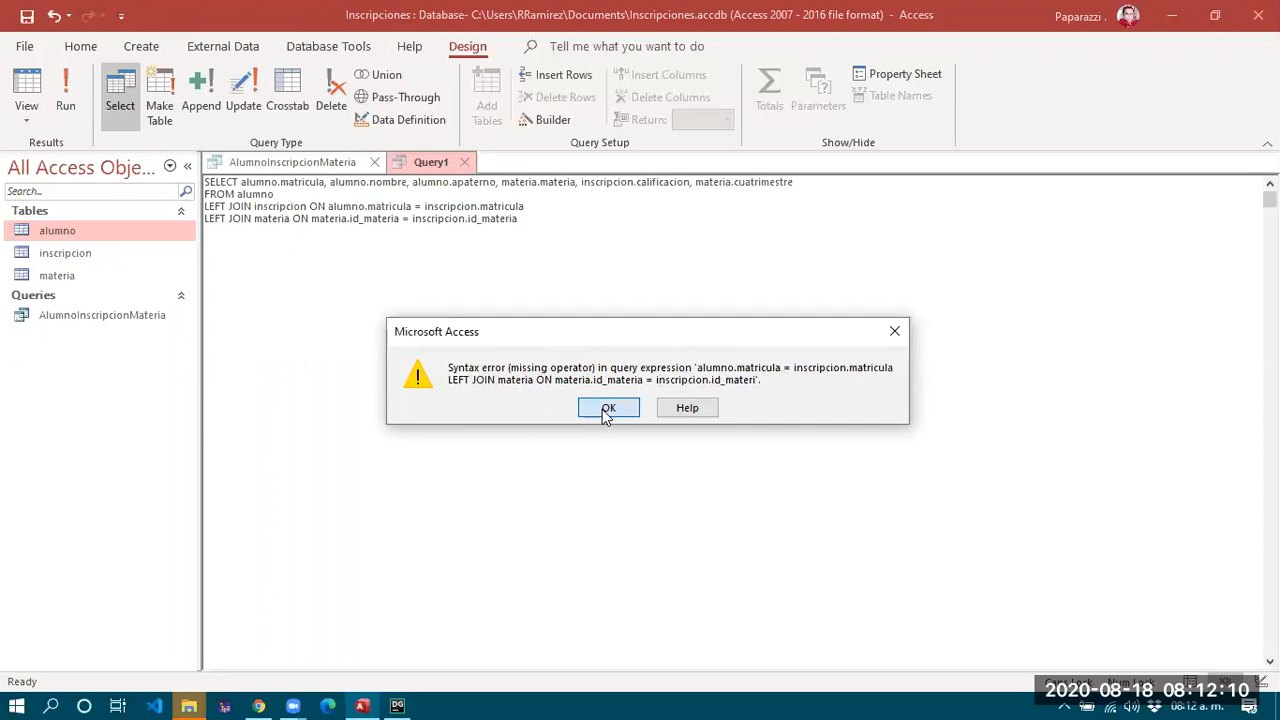 Inscripciones : Database- C:\Users\RRamirez\Documents\Inscripciones.accdb (Access 2007 - 2016 file format) - Access
Paparazzi .
File Home Create External Data Database Tools Help Design Tell me what you want to do
View Run Select Make Table Append Update Crosstab Delete
Union
Pass-Through
Data Definition
Add Tables
Insert Rows
Delete Rows
Builder
Insert Columns
Delete Columns
Return:
Totals Parameters
Property Sheet
Table Names
Results Query Type Query Setup Show/Hide
All Access Obje...
Search...
Tables
alumno
inscripcion
materia
Queries
AlumnoInscripcionMateria
AlumnoInscripcionMateria Query1
SELECT alumno.matricula, alumno.nombre, alumno.apaterno, materia.materia, inscripcion.calificacion, materia.cuatrimestre
FROM alumno
LEFT JOIN inscripcion ON alumno.matricula = inscripcion.matricula
LEFT JOIN materia ON materia.id_materia = inscripcion.id_materia
Microsoft Access
Syntax error (missing operator) in query expression 'alumno.matricula = inscripcion.matricula
LEFT JOIN materia ON materia.id_materia = inscripcion.id_materi'.
OK Help
Ready
Caps Lock Num Lock SQL
2020-08-18 08:12:10
08:12 a. m.